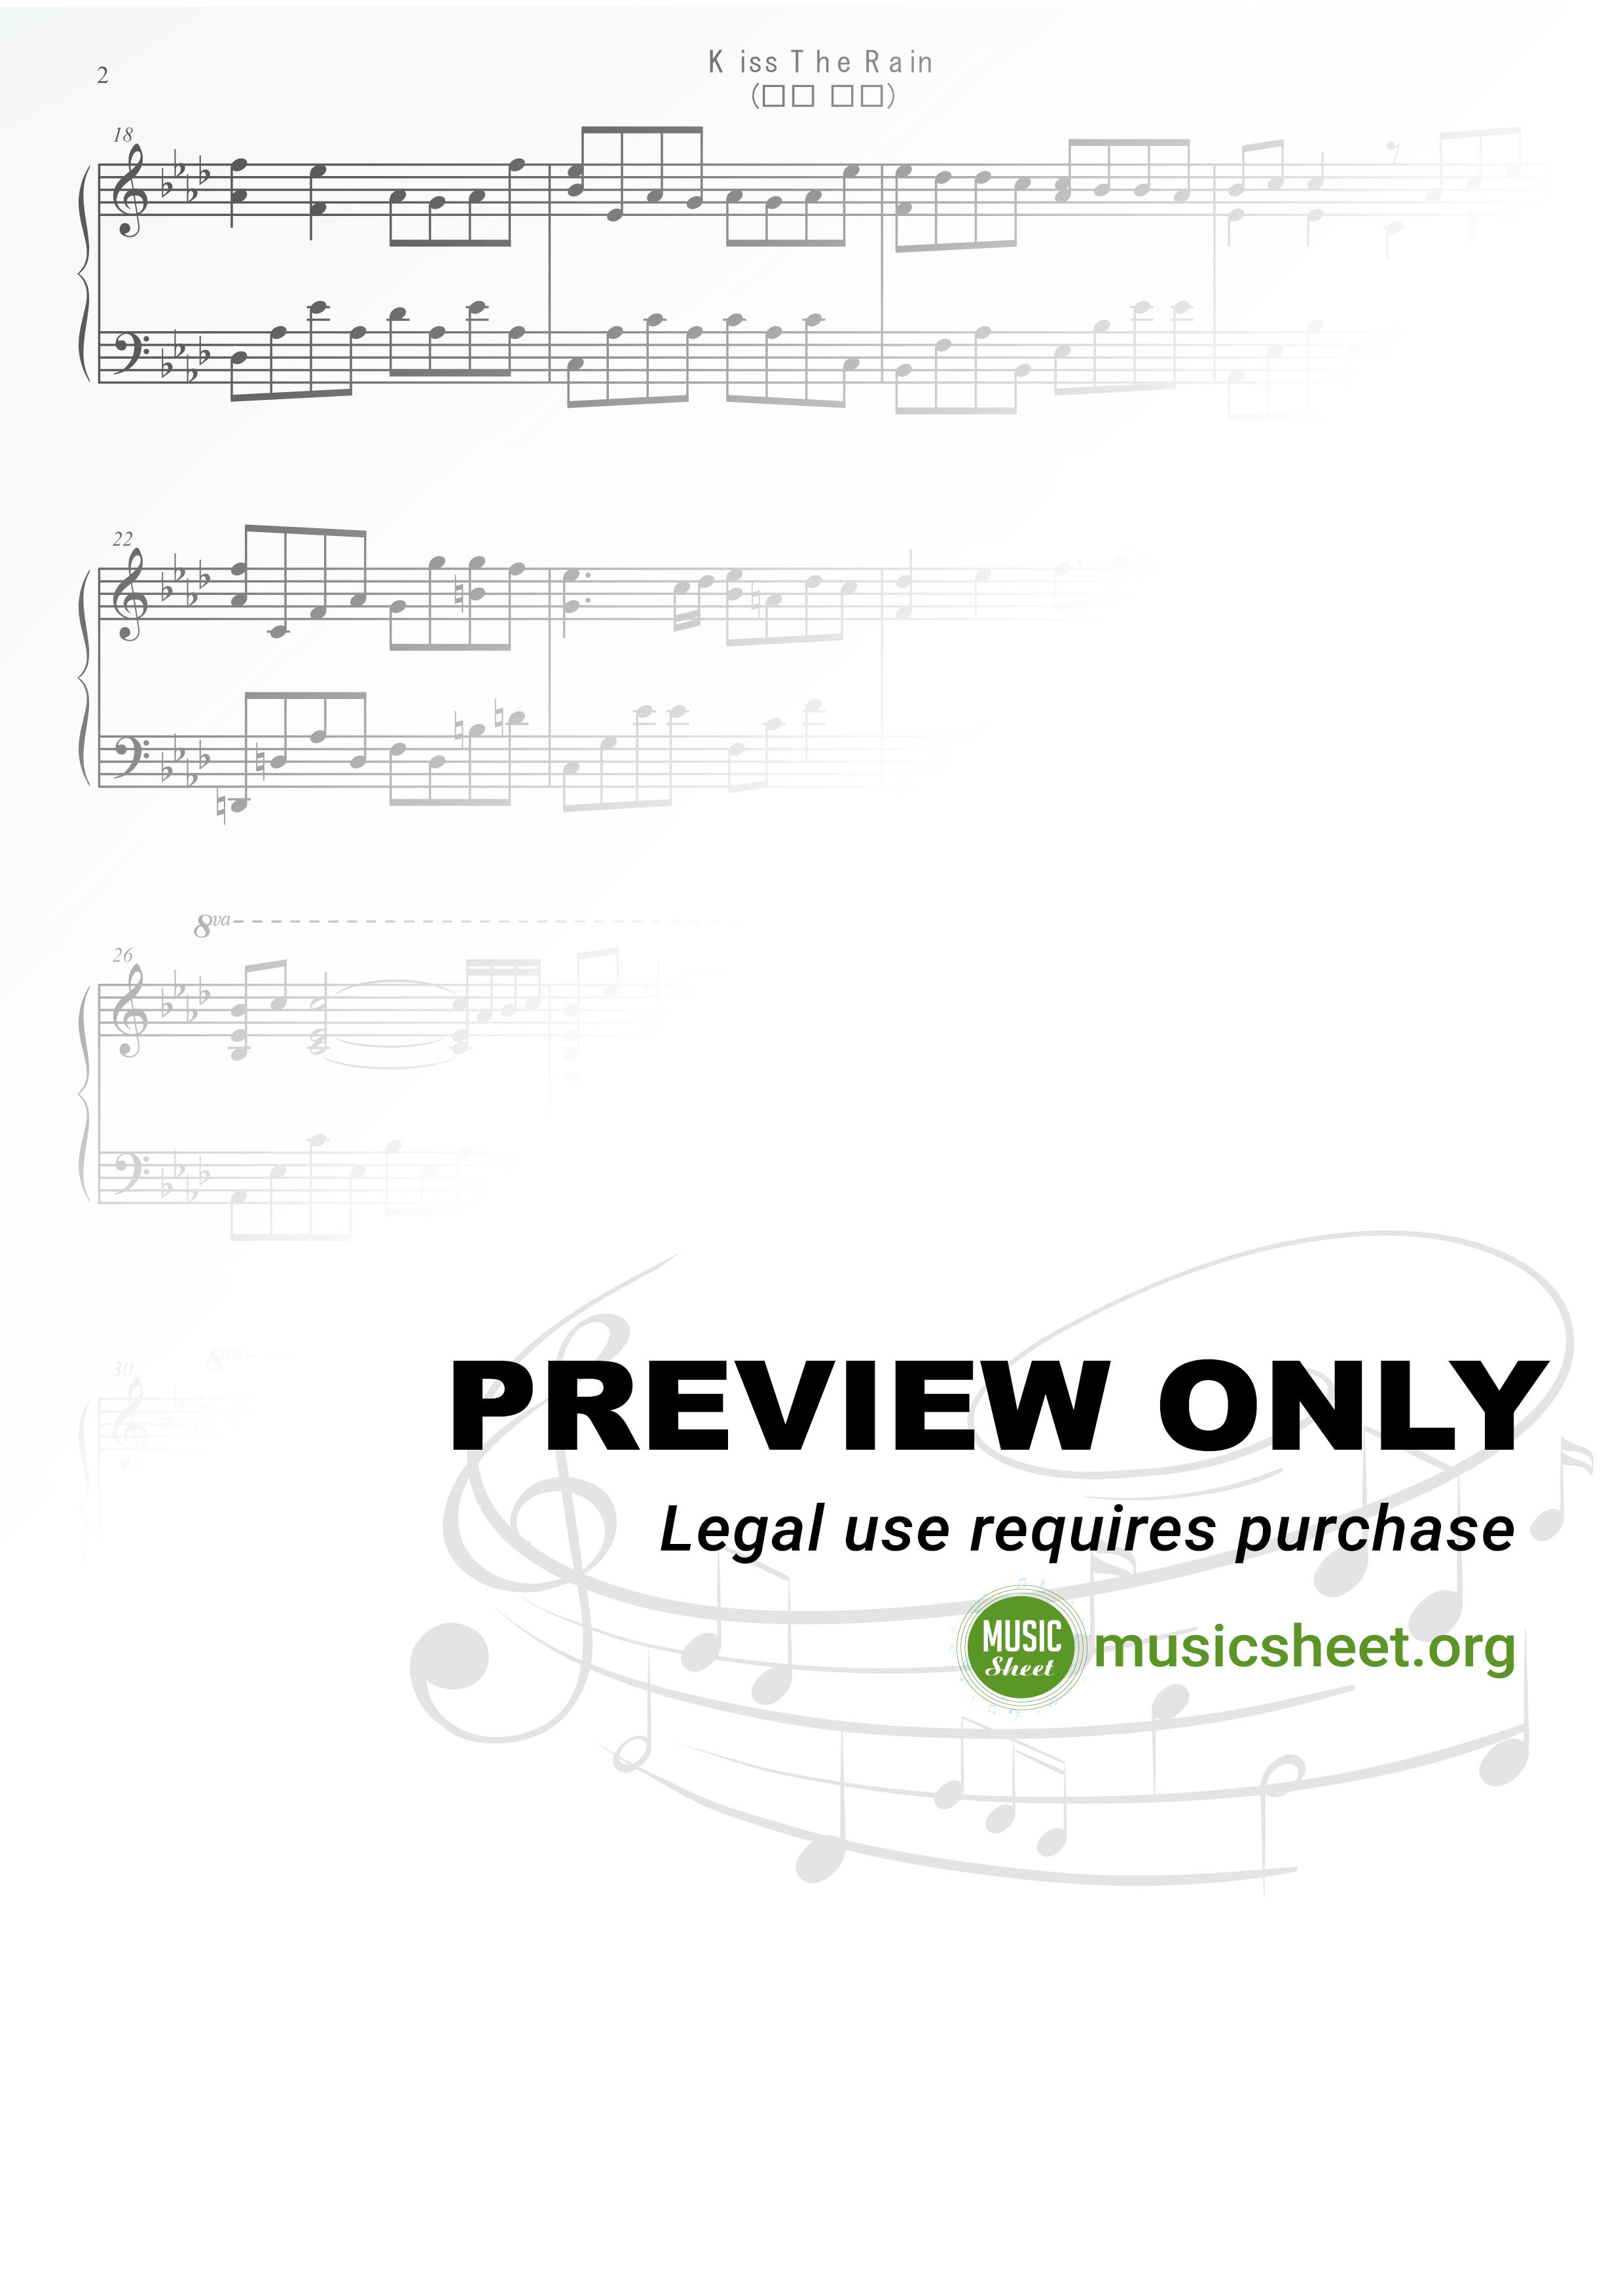 2
Kiss The Rain
(□□ □□)
18
22
8va
26
30
8va
PREVIEW ONLY
Legal use requires purchase
MUSIC
Sheet
musicsheet.org